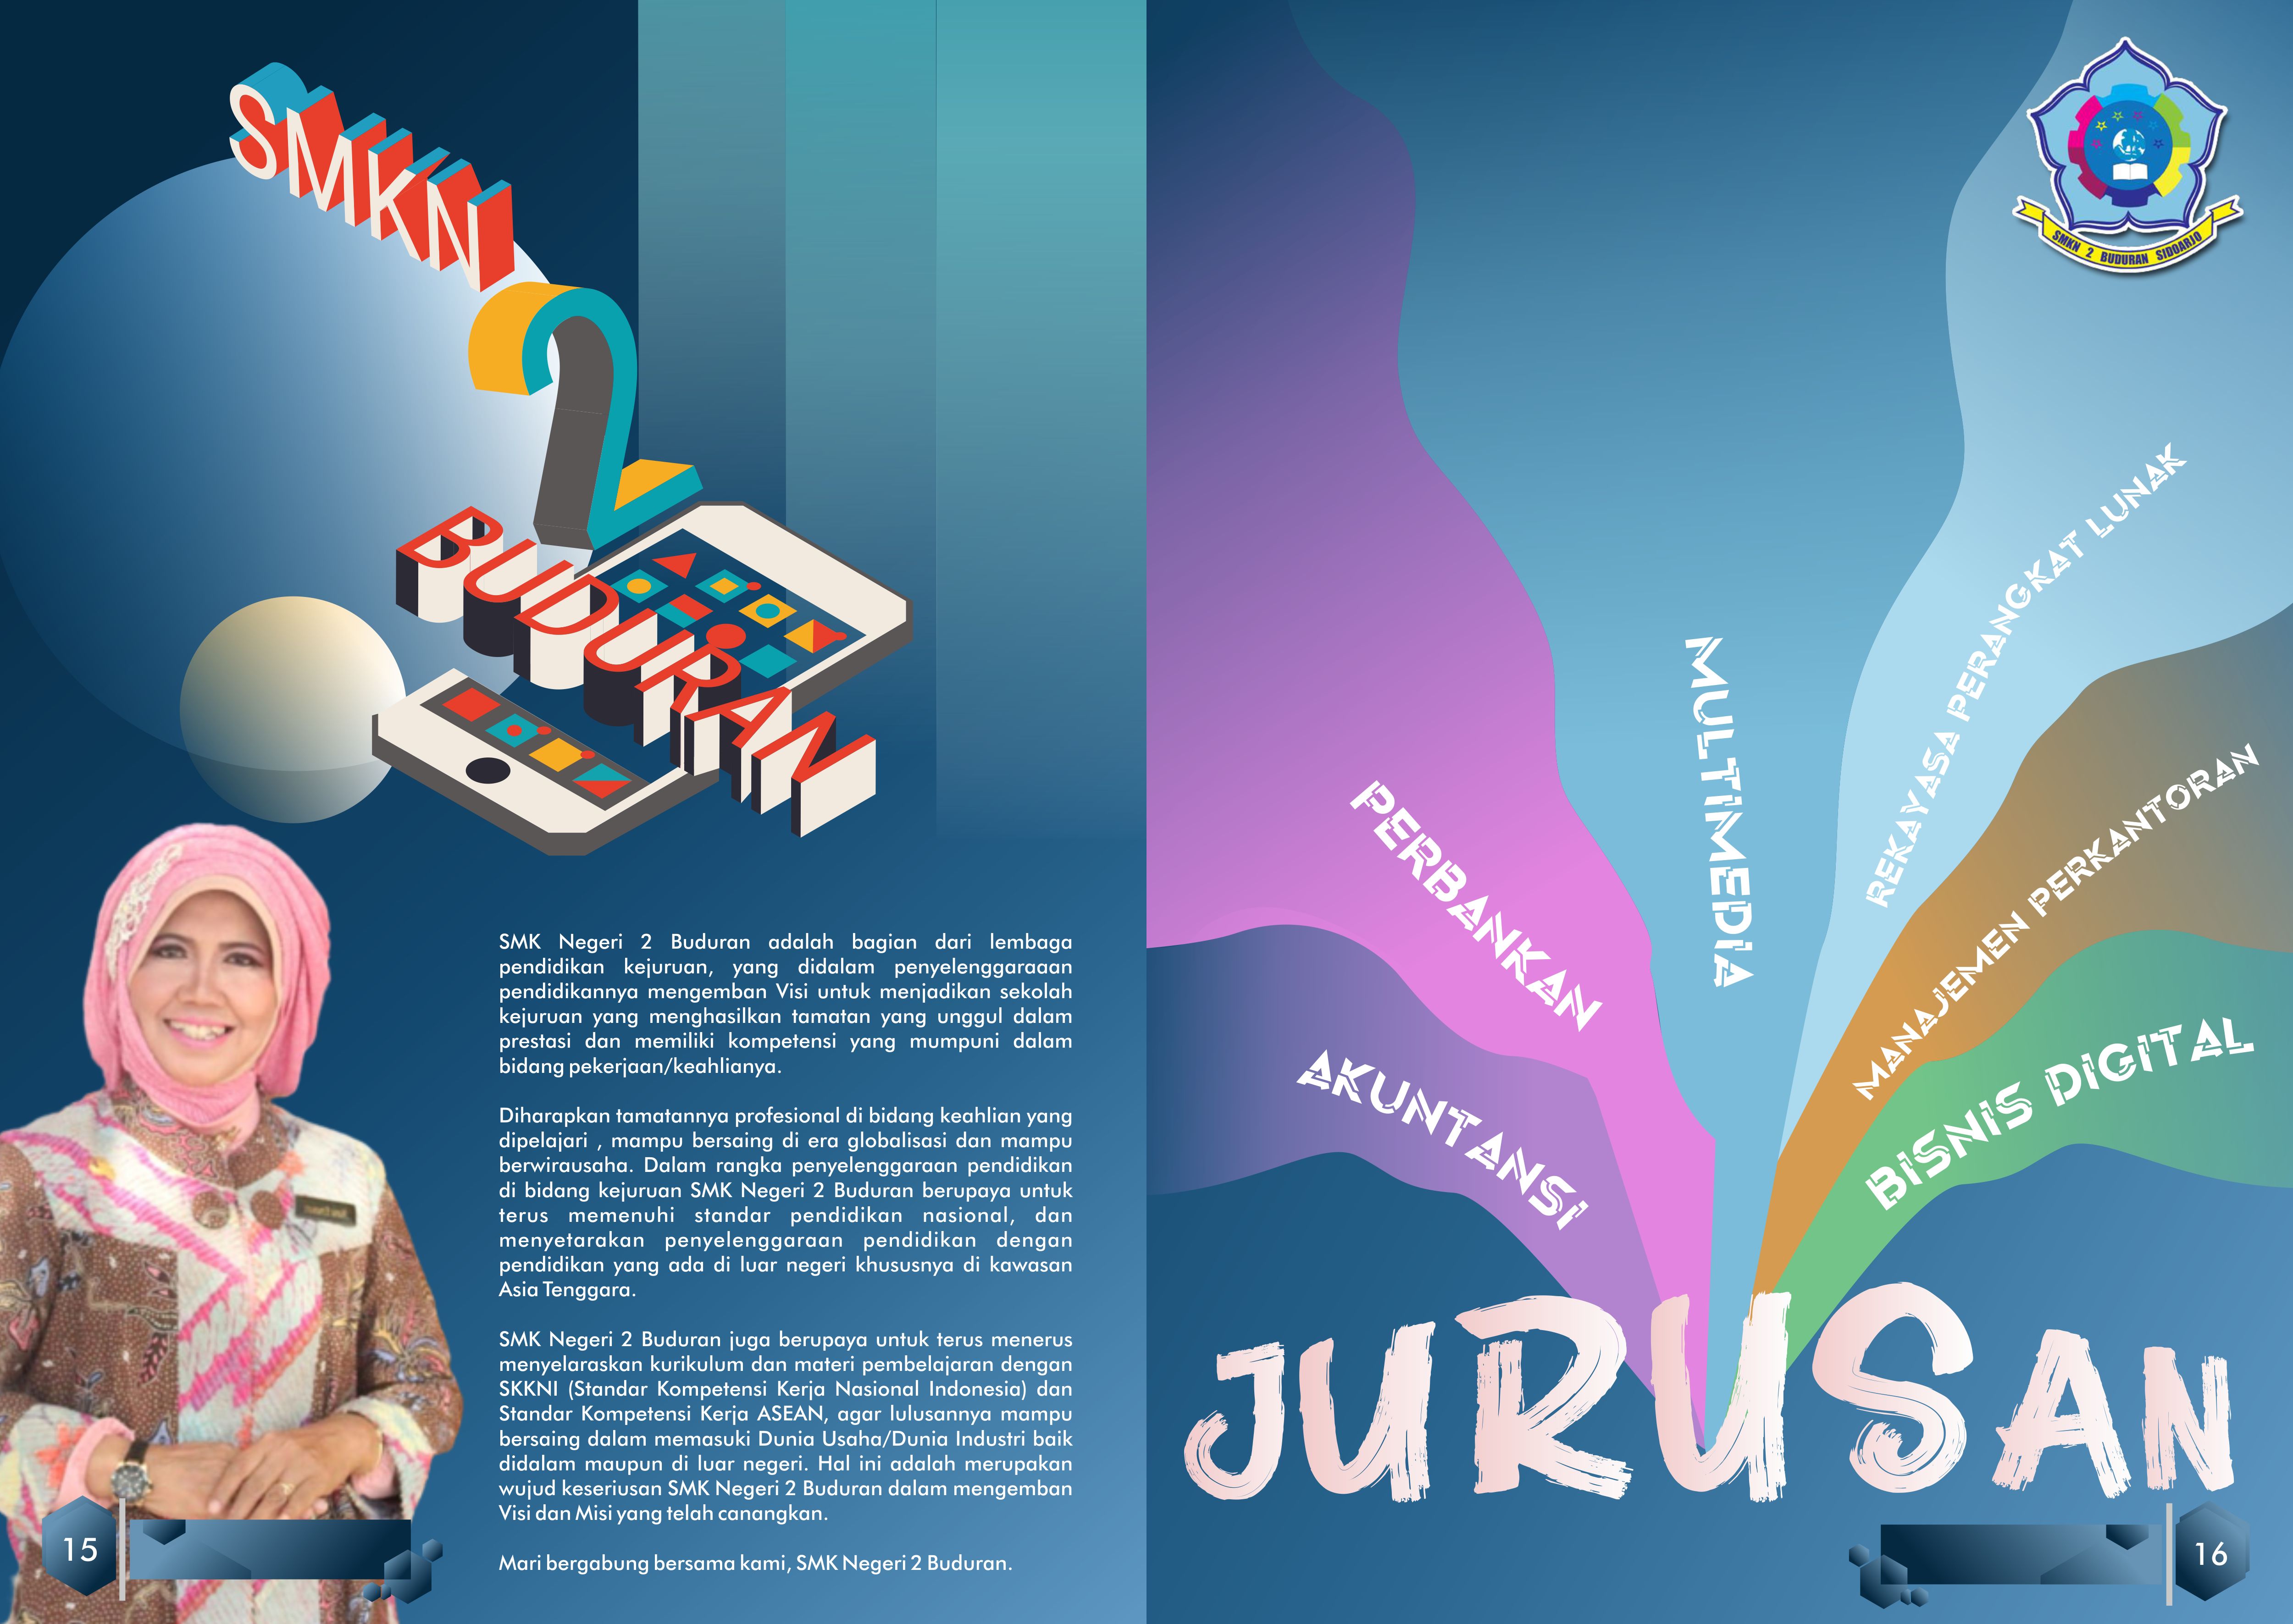 SMKN
2
BUDURAN
SMK Negeri 2 Buduran adalah bagian dari lembaga
pendidikan kejuruan, yang didalam penyelenggaraaan
pendidikannya mengemban Visi untuk menjadikan sekolah
kejuruan yang menghasilkan tamatan yang unggul dalam
prestasi dan memiliki kompetensi yang mumpuni dalam
bidang pekerjaan/keahlianya.
Diharapkan tamatannya profesional di bidang keahlian yang
dipelajari , mampu bersaing di era globalisasi dan mampu
berwirausaha. Dalam rangka penyelenggaraan pendidikan
di bidang kejuruan SMK Negeri 2 Buduran berupaya untuk
terus memenuhi standar pendidikan nasional, dan
menyetarakan penyelenggaraan pendidikan dengan
pendidikan yang ada di luar negeri khususnya di kawasan
Asia Tenggara.
SMK Negeri 2 Buduran juga berupaya untuk terus menerus
menyelaraskan kurikulum dan materi pembelajaran dengan
SKKNI (Standar Kompetensi Kerja Nasional Indonesia) dan
Standar Kompetensi Kerja ASEAN, agar lulusannya mampu
bersaing dalam memasuki Dunia Usaha/Dunia Industri baik
didalam maupun di luar negeri. Hal ini adalah merupakan
wujud keseriusan SMK Negeri 2 Buduran dalam mengemban
Visi dan Misi yang telah canangkan.
Mari bergabung bersama kami, SMK Negeri 2 Buduran.
15
SMKN 2 BUDURAN SIDOARJO
AKUNTANSI
PERBANKAN
MULTIMEDIA
REKAYASA PERANGKAT LUNAK
MANAJEMEN PERKANTORAN
BISNIS DIGITAL
JURUSAN
16